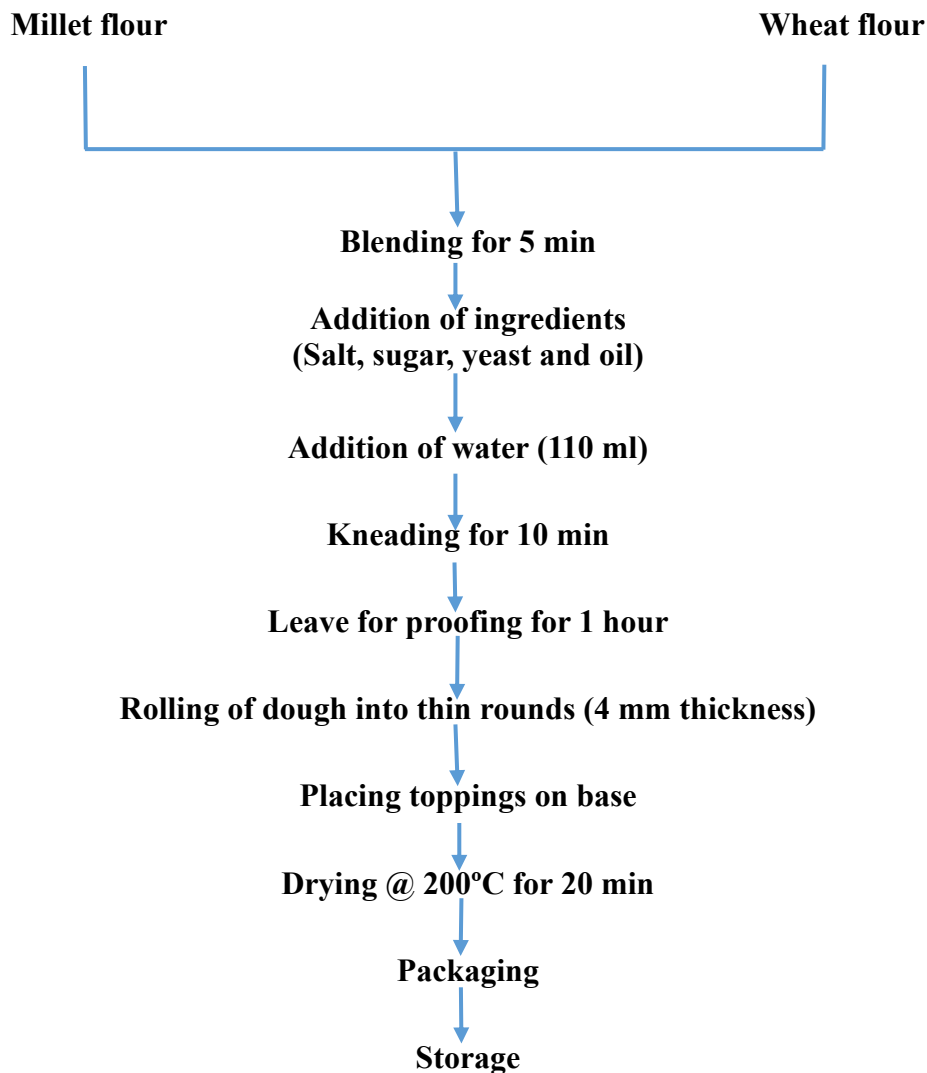 Millet flour
Wheat flour
Blending for 5 min
Addition of ingredients
(Salt, sugar, yeast and oil)
Addition of water (110 ml)
Kneading for 10 min
Leave for proofing for 1 hour
Rolling of dough into thin rounds (4 mm thickness)
Placing toppings on base
Drying @ 200ºC for 20 min
Packaging
Storage